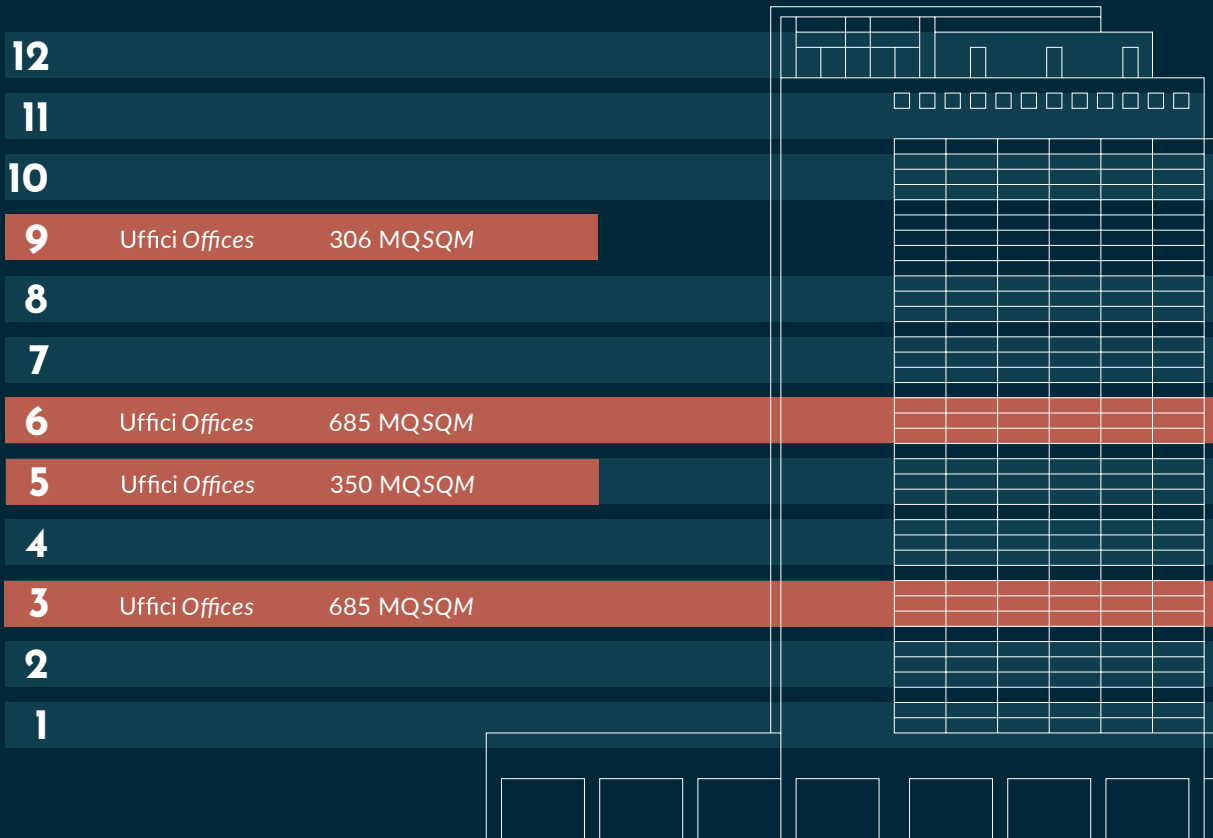 12
11
10
9 Uffici Offices 306 MQSQM
8
7
6 Uffici Offices 685 MQSQM
5 Uffici Offices 350 MQSQM
4
3 Uffici Offices 685 MQSQM
2
1